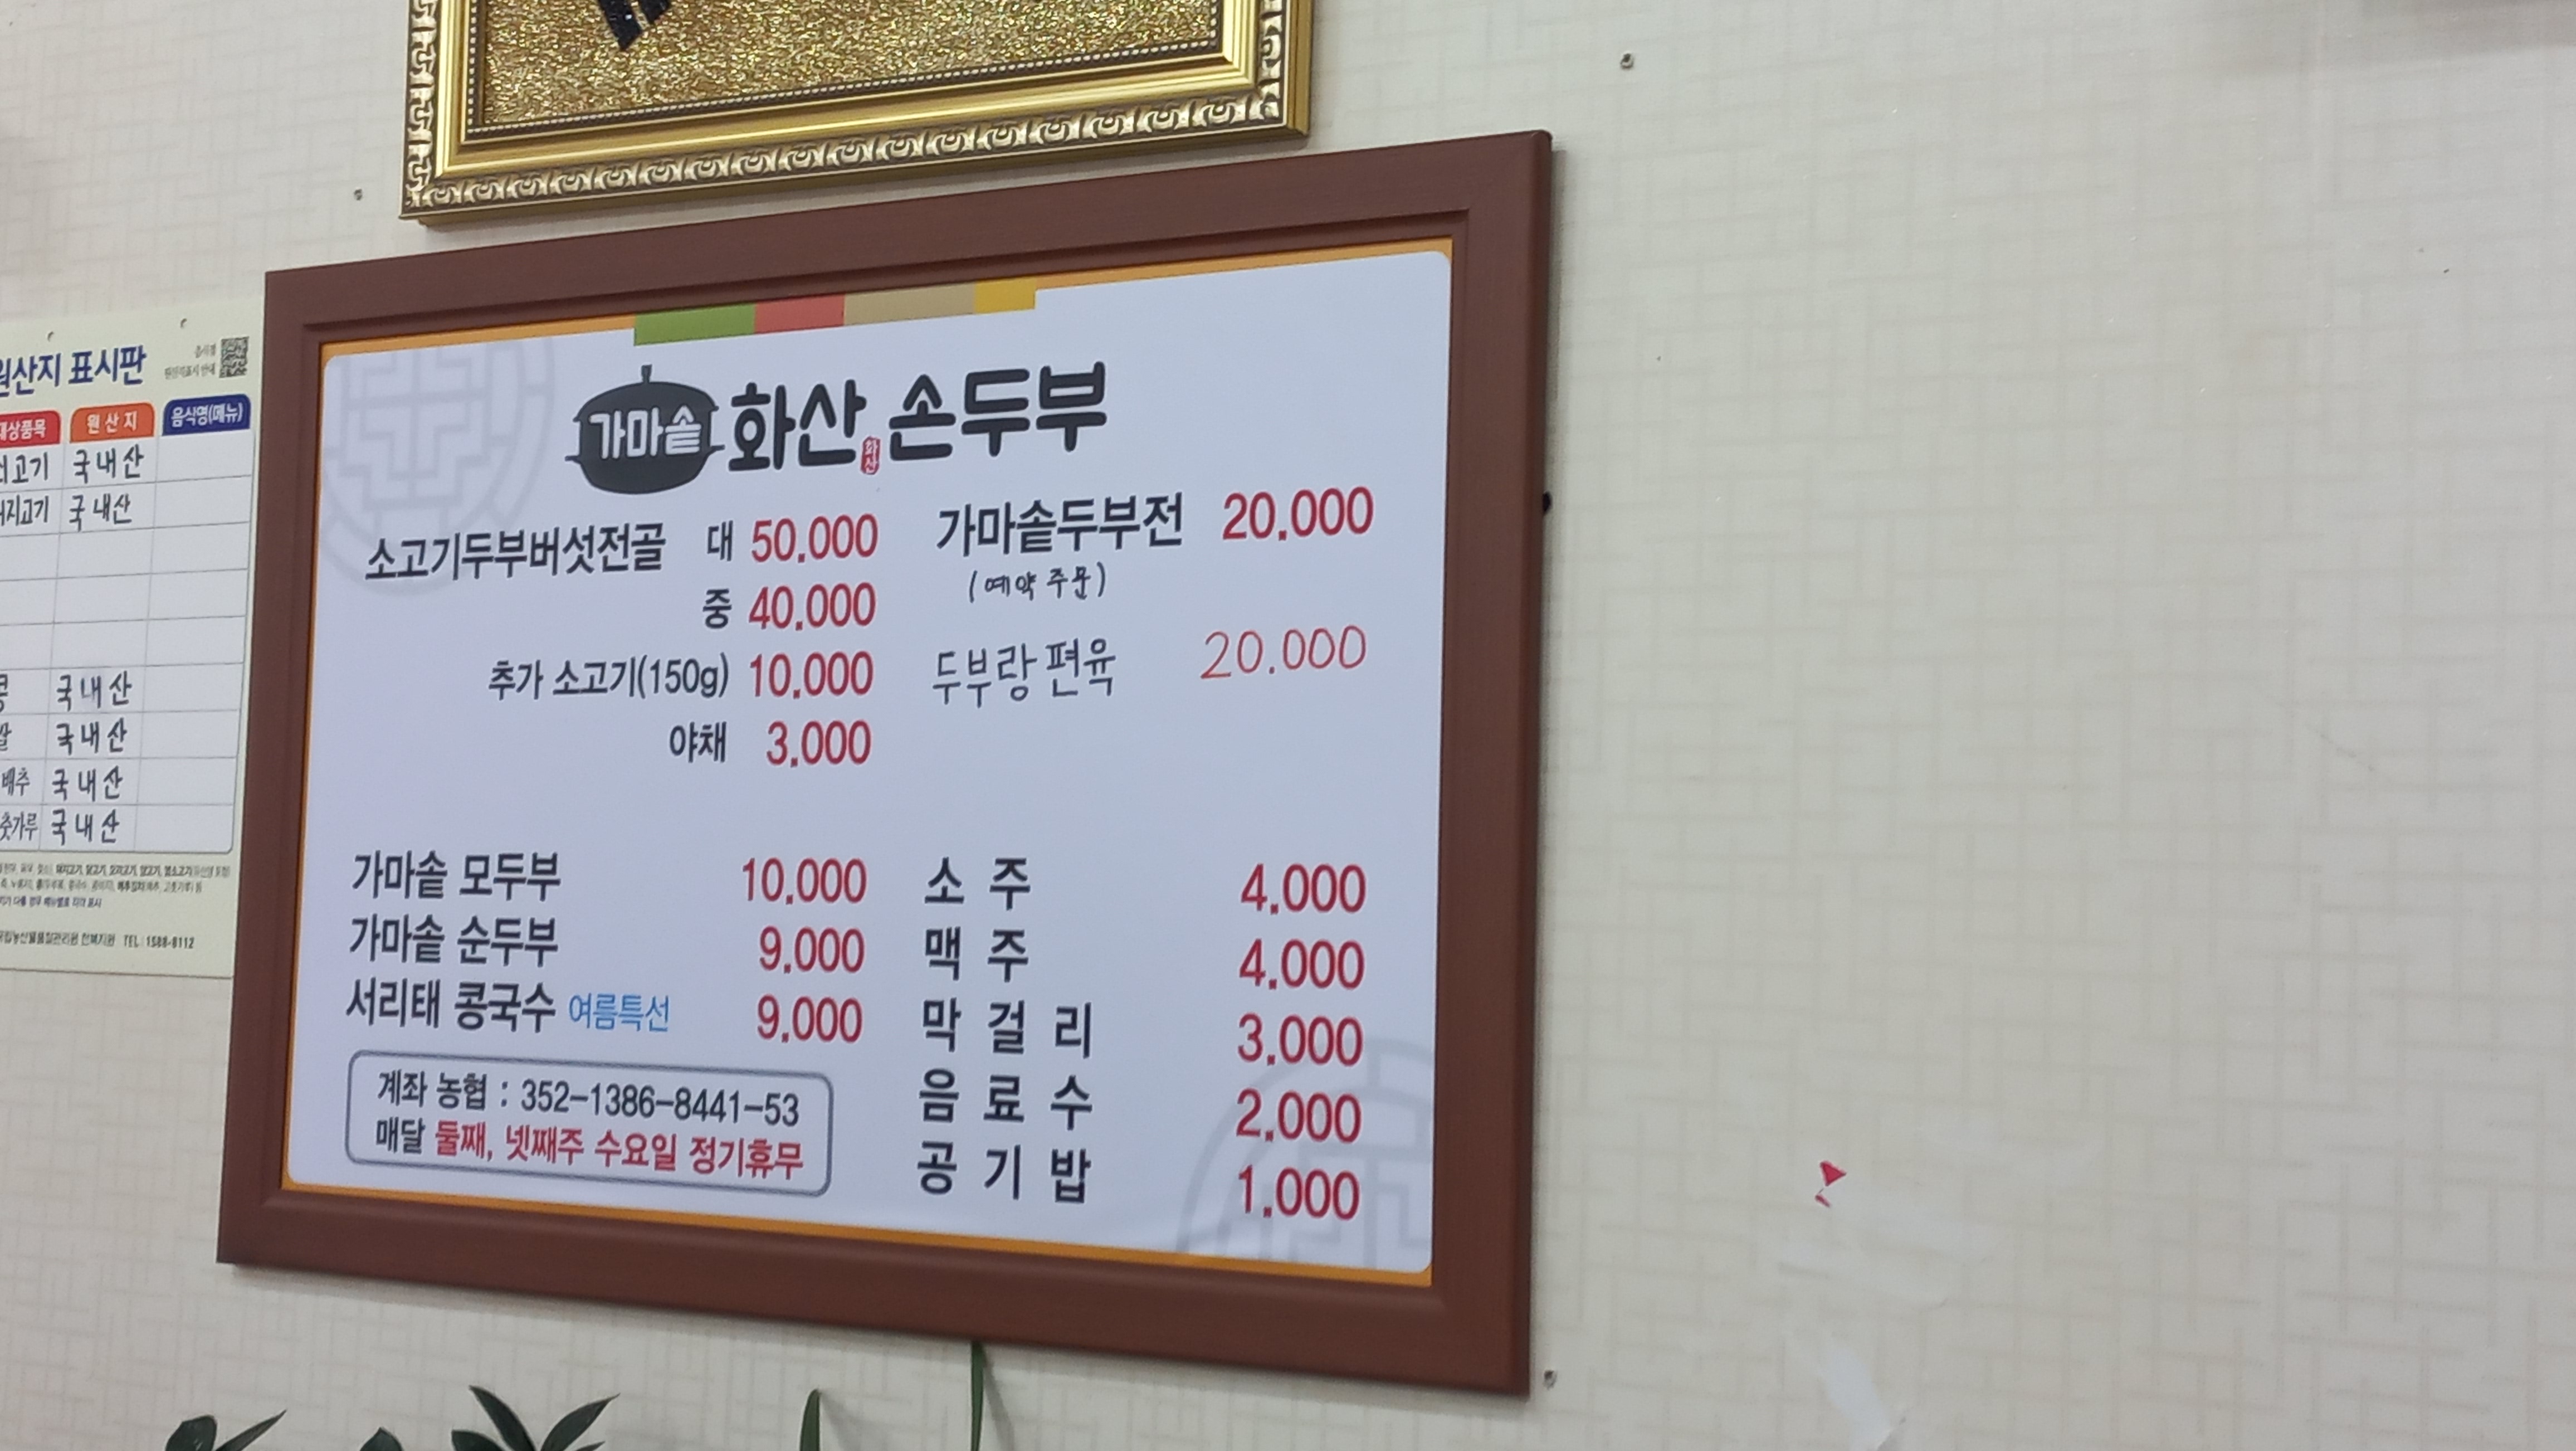 원산지 표시판
원 산 지
음식명(메뉴)
국내산
국내산
국내산
국내산
배추 국내산
국내산
TEL : 1588-8112
가마솥 화산 손두부
화산
소고기두부버섯전골 대 50.000
중 40.000
추가 소고기(150g) 10.000
야채 3.000
가마솥두부전 20.000
(예약 주문)
두부랑 편육 20.000
가마솥 모두부 10.000
가마솥 순두부 9.000
서리태 콩국수 여름특선 9.000
계좌 농협 : 352-1386-8441-53
매달 둘째, 넷째주 수요일 정기휴무
소 주 4.000
맥 주 4.000
막 걸 리 3.000
음 료 수 2.000
공 기 밥 1.000